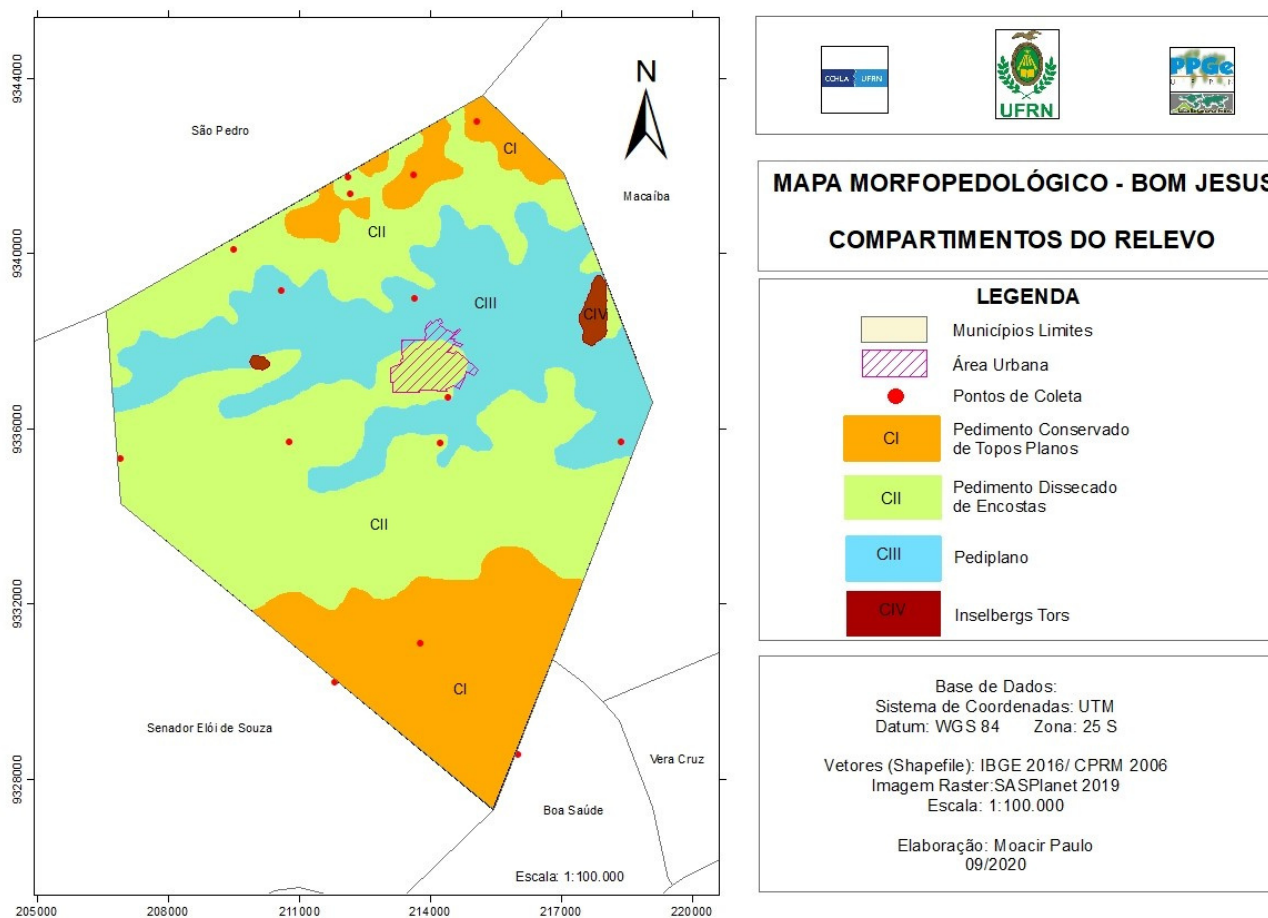 9344000
9340000
9336000
9332000
9328000
205000
208000
211000
214000
217000
220000
N
São Pedro
Macaíba
CI
CII
CIII
CIV
CII
CI
Senador Elói de Souza
Vera Cruz
Boa Saúde
Escala: 1:100.000
CCHLA UFRN
UFRN
PPGe
MAPA MORFOPEDOLÓGICO - BOM JESUS
COMPARTIMENTOS DO RELEVO
LEGENDA
Municípios Limites
Área Urbana
Pontos de Coleta
CI Pedimento Conservado
de Topos Planos
CII Pedimento Dissecado
de Encostas
CIII Pediplano
CIV Inselbergs Tors
Base de Dados:
Sistema de Coordenadas: UTM
Datum: WGS 84 Zona: 25 S
Vetores (Shapefile): IBGE 2016/ CPRM 2006
Imagem Raster:SASPlanet 2019
Escala: 1:100.000
Elaboração: Moacir Paulo
09/2020